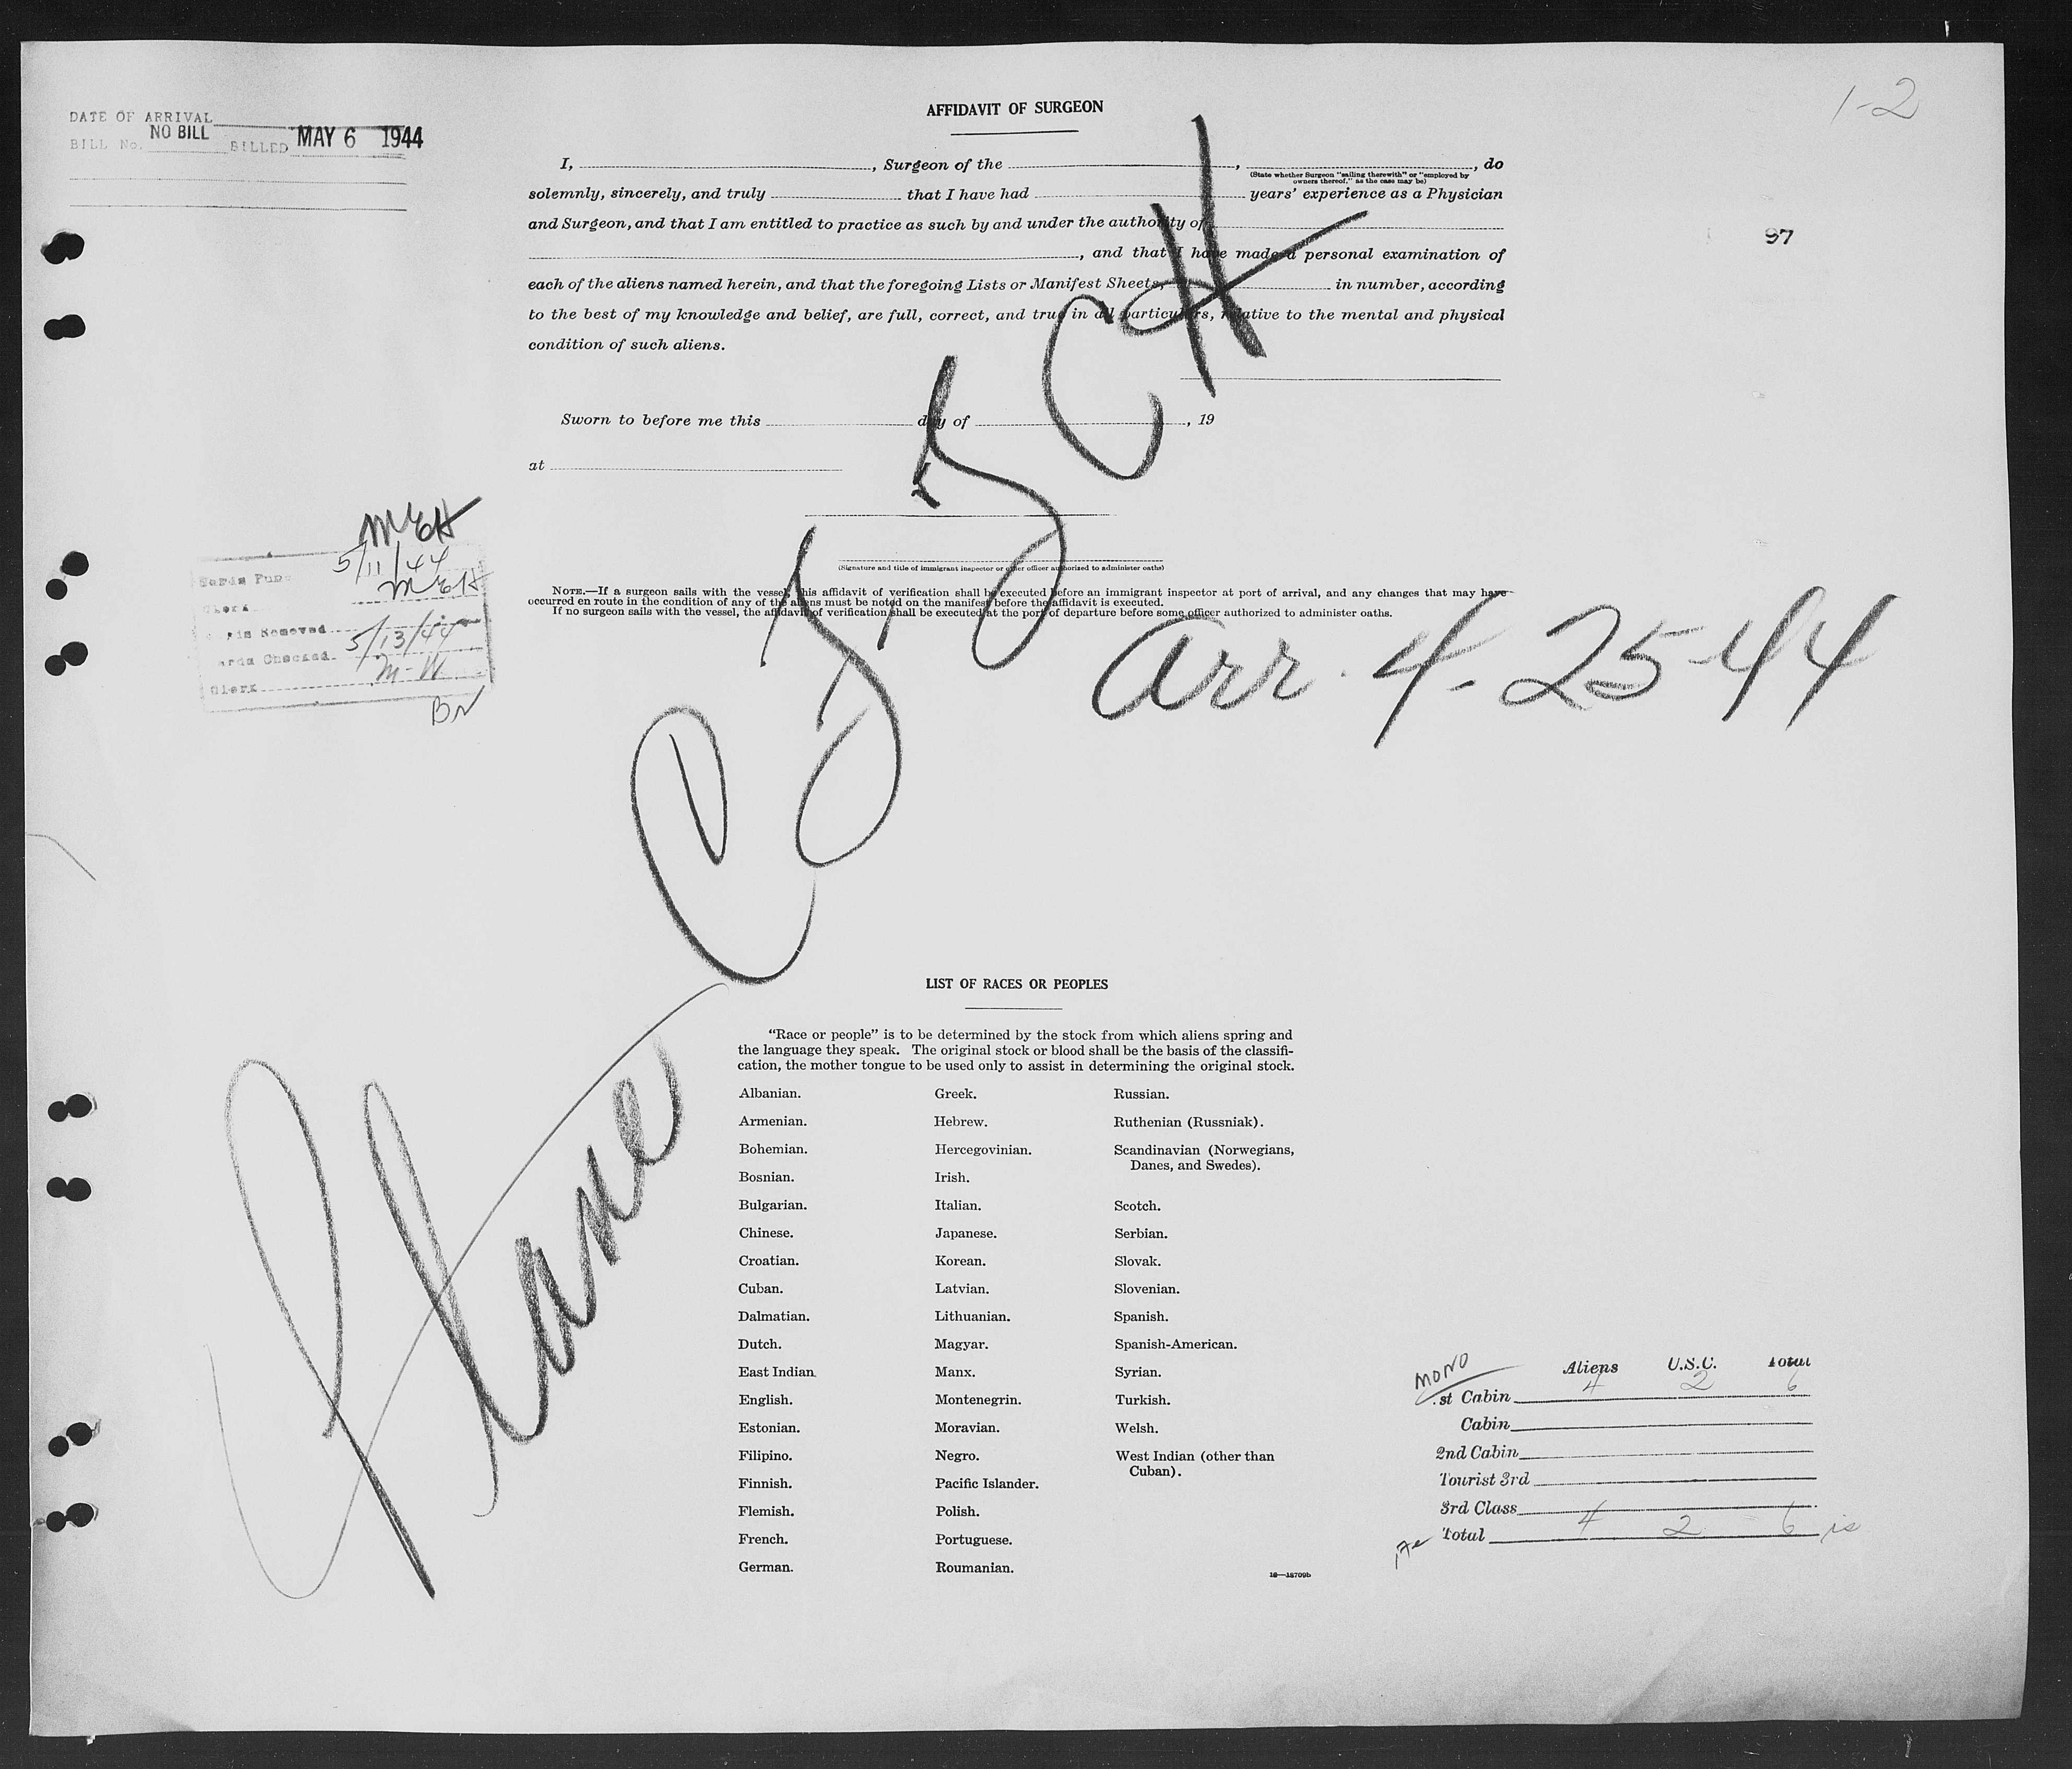 1-2
DATE OF ARRIVAL
BILL No. NO BILL BILLED MAY 6 1944
AFFIDAVIT OF SURGEON
I, , Surgeon of the , , do
(State whether Surgeon "sailing therewith" or "employed by
owners thereof," as the case may be)
solemnly, sincerely, and truly that I have had years' experience as a Physician
and Surgeon, and that I am entitled to practice as such by and under the authority of
97
, and that I have made a personal examination of
each of the aliens named herein, and that the foregoing Lists or Manifest Sheets, in number, according
to the best of my knowledge and belief, are full, correct, and true in all particulars, relative to the mental and physical
condition of such aliens.
Sworn to before me this day of , 19
at
(Signature and title of immigrant inspector or other officer authorized to administer oaths)
NOTE.—If a surgeon sails with the vessel, this affidavit of verification shall be executed before an immigrant inspector at port of arrival, and any changes that may have
occurred en route in the condition of any of the aliens must be noted on the manifest before the affidavit is executed.
If no surgeon sails with the vessel, the affidavit of verification shall be executed at the port of departure before some officer authorized to administer oaths.
5/11/44
Clerk
Removed
Checked 5/13/44
Clerk M-W
arr. 4-25-44
LIST OF RACES OR PEOPLES
"Race or people" is to be determined by the stock from which aliens spring and
the language they speak. The original stock or blood shall be the basis of the classifi-
cation, the mother tongue to be used only to assist in determining the original stock.
Albanian.
Armenian.
Bohemian.
Bosnian.
Bulgarian.
Chinese.
Croatian.
Cuban.
Dalmatian.
Dutch.
East Indian.
English.
Estonian.
Filipino.
Finnish.
Flemish.
French.
German.
Greek.
Hebrew.
Hercegovinian.
Irish.
Italian.
Japanese.
Korean.
Latvian.
Lithuanian.
Magyar.
Manx.
Montenegrin.
Moravian.
Negro.
Pacific Islander.
Polish.
Portuguese.
Roumanian.
Russian.
Ruthenian (Russniak).
Scandinavian (Norwegians,
Danes, and Swedes).
Scotch.
Serbian.
Slovak.
Slovenian.
Spanish.
Spanish-American.
Syrian.
Turkish.
Welsh.
West Indian (other than
Cuban).
16—18709b
MONO
Aliens U.S.C. Total
st Cabin 4 2 6
Cabin
2nd Cabin
Tourist 3rd
3rd Class
Total 4 2 6